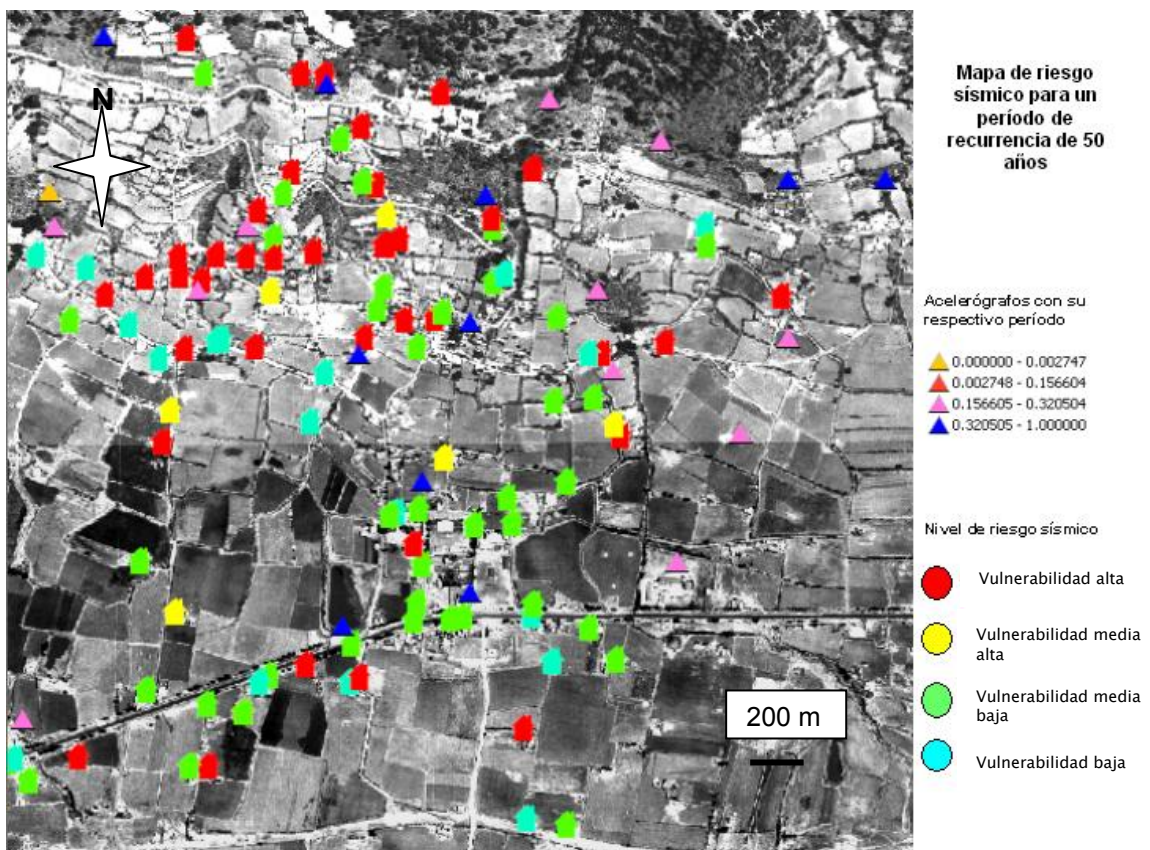 N
Mapa de riesgo
sísmico para un
período de
recurrencia de 50
años
Acelerógrafos con su
respectivo período
0.000000 - 0.002747
0.002748 - 0.156604
0.156605 - 0.320504
0.320505 - 1.000000
Nivel de riesgo sísmico
Vulnerabilidad alta
Vulnerabilidad media
alta
Vulnerabilidad media
baja
Vulnerabilidad baja
200 m